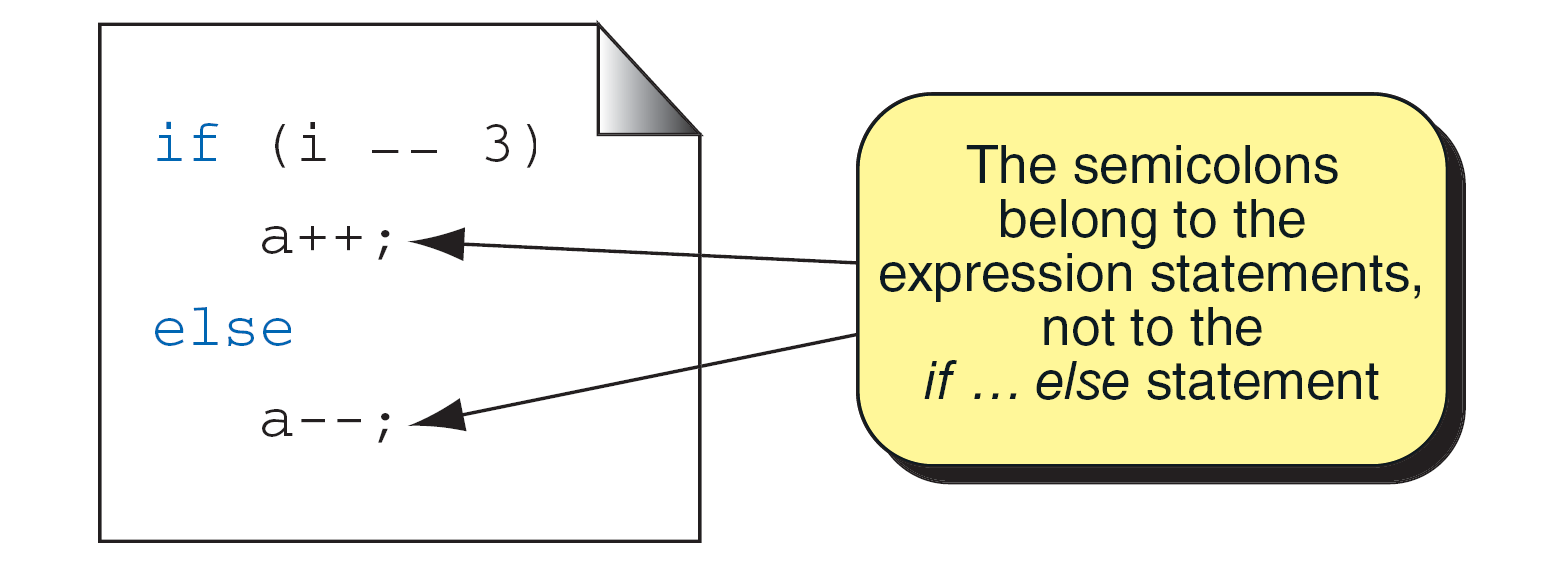 if (i -- 3)
a++;
else
a--;
The semicolons
belong to the
expression statements,
not to the
if … else statement